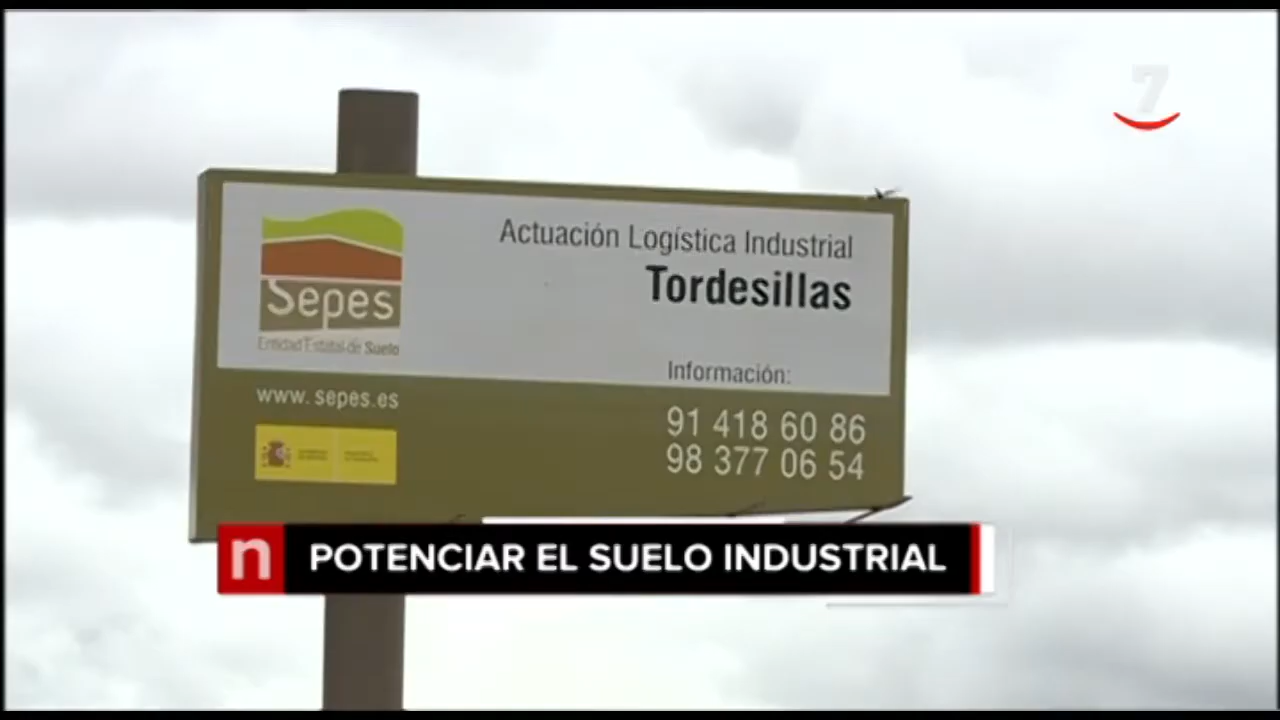 7
Actuación Logística Industrial
Tordesillas
Sepes
Entidad Estatal de Suelo
Información:
www.sepes.es
91 418 60 86
98 377 06 54
n POTENCIAR EL SUELO INDUSTRIAL